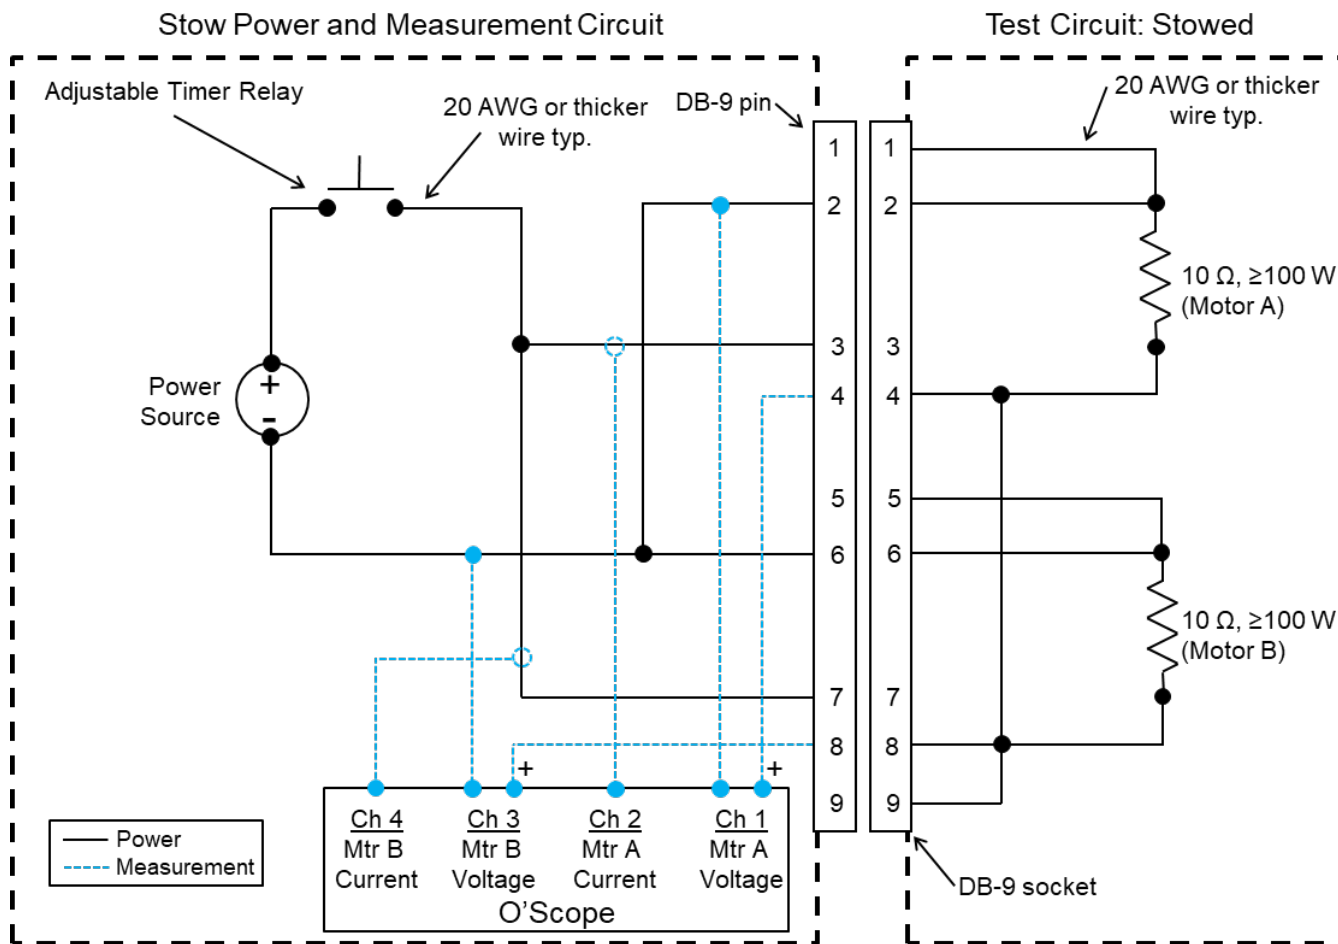 Stow Power and Measurement Circuit
Test Circuit: Stowed
Adjustable Timer Relay
20 AWG or thicker
wire typ.
DB-9 pin
20 AWG or thicker
wire typ.
1
2
3
4
5
6
7
8
9
1
2
3
4
5
6
7
8
9
10 Ω, ≥100 W
(Motor A)
Power
Source
+
-
10 Ω, ≥100 W
(Motor B)
+
+
Ch 4
Mtr B
Current
Ch 3
Mtr B
Voltage
Ch 2
Mtr A
Current
Ch 1
Mtr A
Voltage
O'Scope
Power
Measurement
DB-9 socket